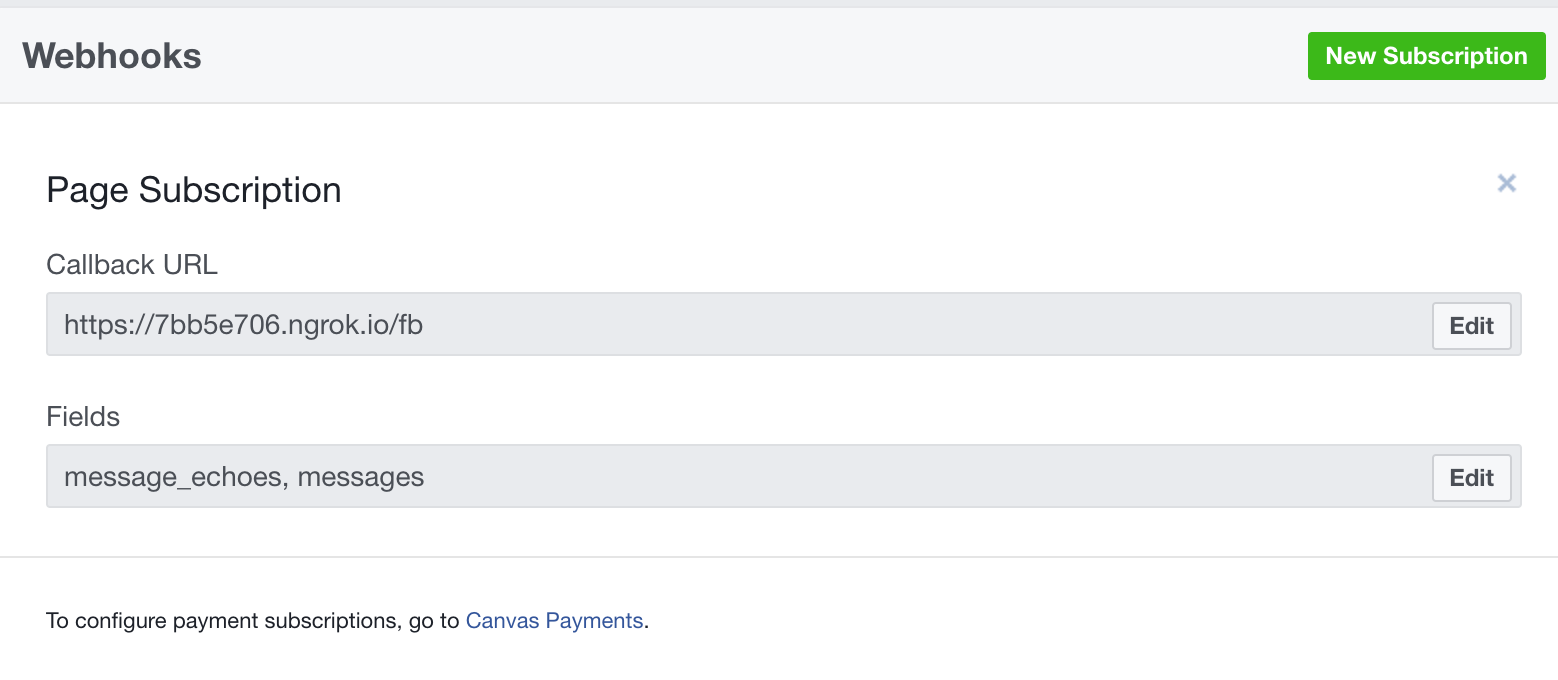 Webhooks
New Subscription
Page Subscription
Callback URL
https://7bb5e706.ngrok.io/fb
Edit
Fields
message_echoes, messages
Edit
To configure payment subscriptions, go to Canvas Payments.